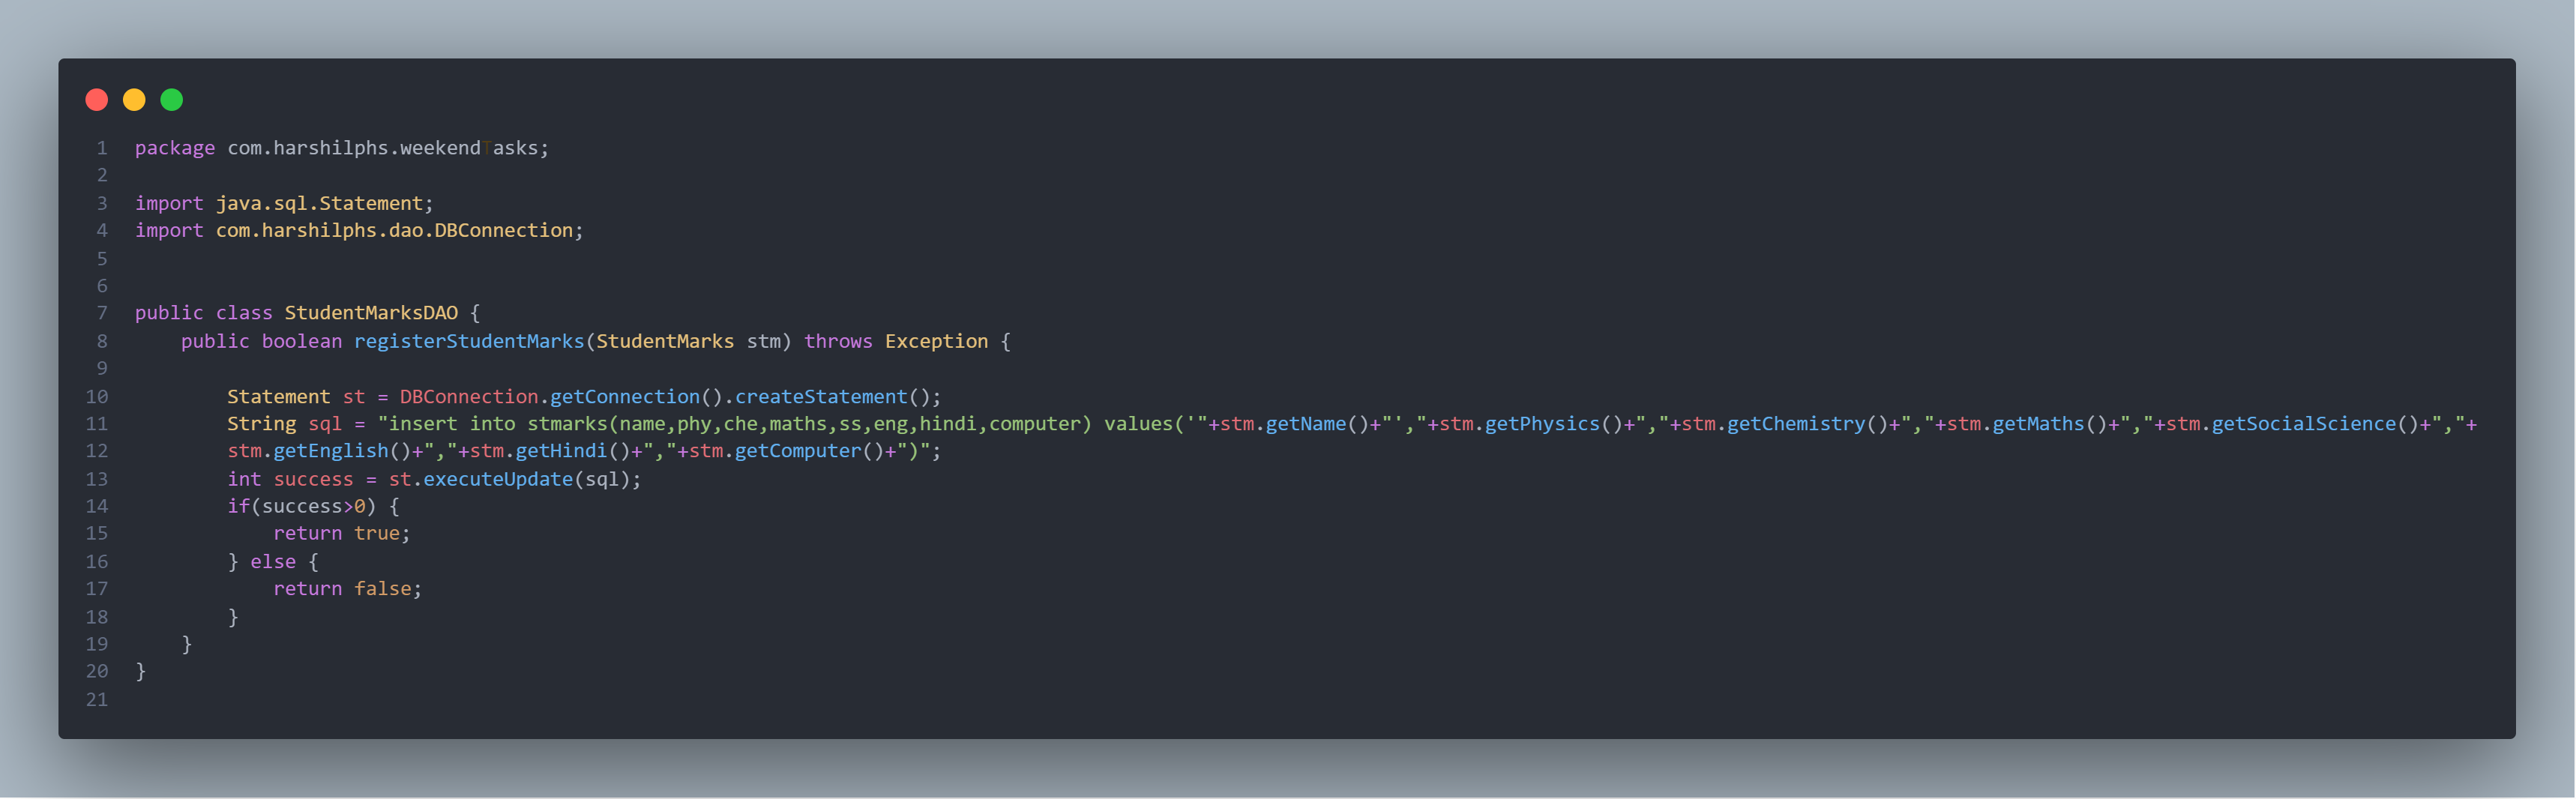 1 package com.harshilphs.weekendTasks;
2
3 import java.sql.Statement;
4 import com.harshilphs.dao.DBConnection;
5
6
7 public class StudentMarksDAO {
8     public boolean registerStudentMarks(StudentMarks stm) throws Exception {
9
10         Statement st = DBConnection.getConnection().createStatement();
11         String sql = "insert into stmarks(name,phy,che,maths,ss,eng,hindi,computer) values('"+stm.getName()+"',"+stm.getPhysics()+","+stm.getChemistry()+","+stm.getMaths()+","+stm.getSocialScience()+","+
12         stm.getEnglish()+","+stm.getHindi()+","+stm.getComputer()+")";
13         int success = st.executeUpdate(sql);
14         if(success>0) {
15             return true;
16         } else {
17             return false;
18         }
19     }
20 }
21